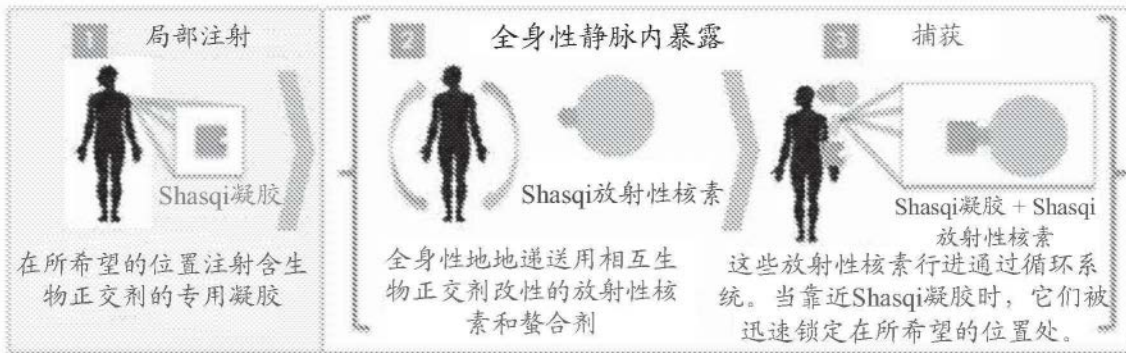 1 局部注射
Shasqi凝胶
在所希望的位置注射含生
物正交剂的专用凝胶
2 全身性静脉内暴露
Shasqi放射性核素
全身性地地递送用相互生
物正交剂改性的放射性核
素和螯合剂
3 捕获
Shasqi凝胶 + Shasqi
放射性核素
这些放射性核素行进通过循环系
统。当靠近Shasqi凝胶时，它们被
迅速锁定在所希望的位置处。